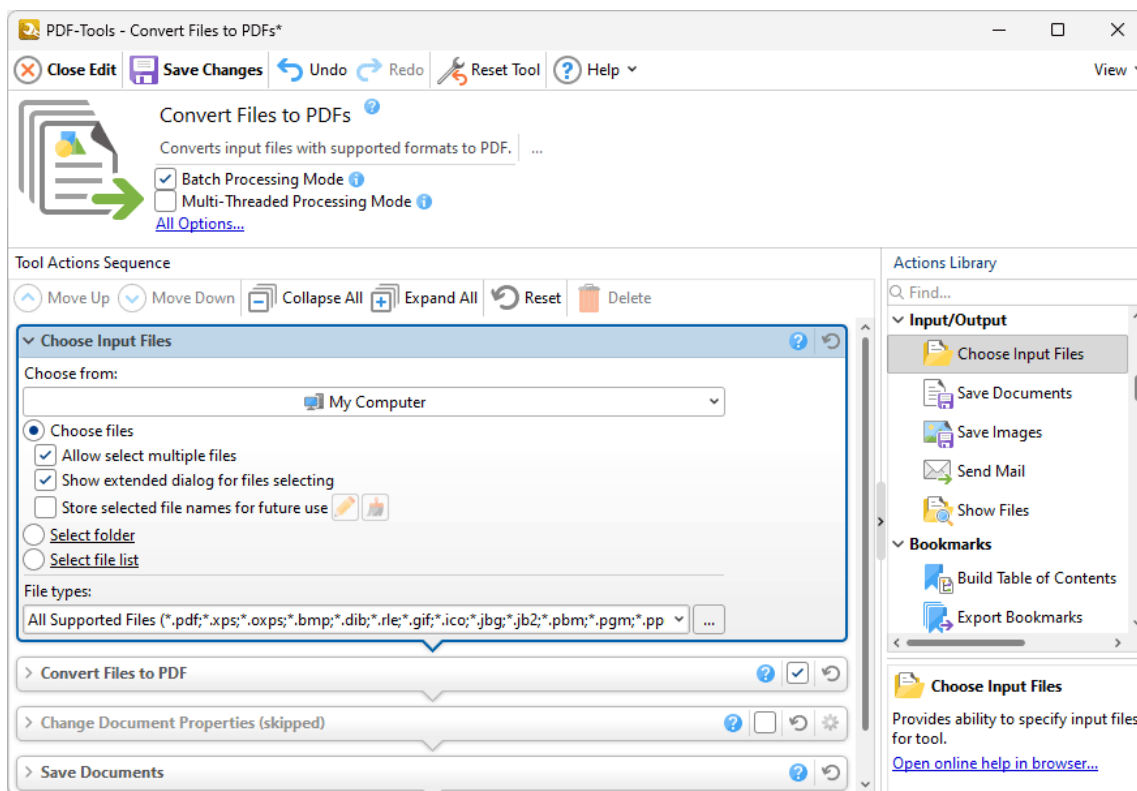 PDF-Tools - Convert Files to PDFs*
Close Edit Save Changes Undo Redo Reset Tool ? Help View
Convert Files to PDFs ?
Converts input files with supported formats to PDF. ...
Batch Processing Mode i
Multi-Threaded Processing Mode i
All Options...
Tool Actions Sequence
Move Up Move Down Collapse All Expand All Reset Delete
Choose Input Files ?
Choose from:
My Computer
Choose files
Allow select multiple files
Show extended dialog for files selecting
Store selected file names for future use
Select folder
Select file list
File types:
All Supported Files (*.pdf;*.xps;*.oxps;*.bmp;*.dib;*.rle;*.gif;*.ico;*.jbg;*.jb2;*.pbm;*.pgm;*.pp ...
Convert Files to PDF ?
Change Document Properties (skipped) ?
Save Documents ?
Actions Library
Find...
Input/Output
Choose Input Files
Save Documents
Save Images
Send Mail
Show Files
Bookmarks
Build Table of Contents
Export Bookmarks
Choose Input Files
Provides ability to specify input files
for tool.
Open online help in browser...